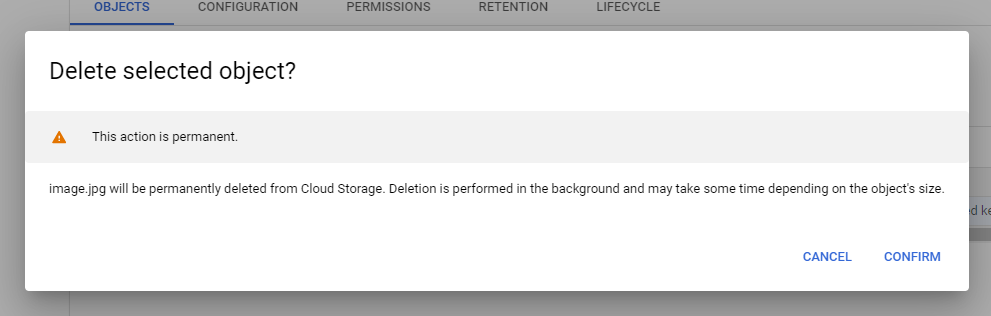 OBJECTS CONFIGURATION PERMISSIONS RETENTION LIFECYCLE
Delete selected object?
This action is permanent.
image.jpg will be permanently deleted from Cloud Storage. Deletion is performed in the background and may take some time depending on the object's size.
CANCEL CONFIRM